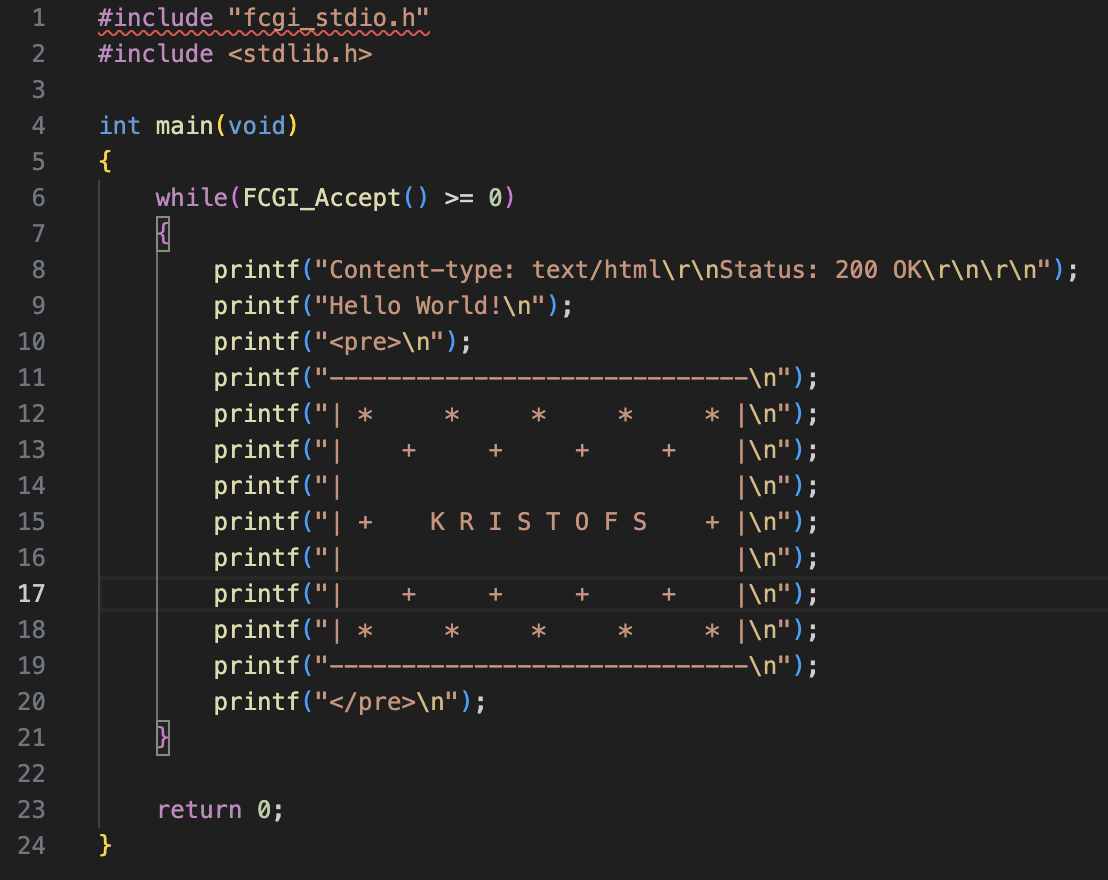 1 #include "fcgi_stdio.h"
2 #include <stdlib.h>
3
4 int main(void)
5 {
6     while(FCGI_Accept() >= 0)
7     {
8         printf("Content-type: text/html\r\nStatus: 200 OK\r\n\r\n");
9         printf("Hello World!\n");
10         printf("<pre>\n");
11         printf("-----------------------------\n");
12         printf("| *     *     *     *     * |\n");
13         printf("|    +     +     +     +    |\n");
14         printf("|                           |\n");
15         printf("| +    K R I S T O F S    + |\n");
16         printf("|                           |\n");
17         printf("|    +     +     +     +    |\n");
18         printf("| *     *     *     *     * |\n");
19         printf("-----------------------------\n");
20         printf("</pre>\n");
21     }
22
23     return 0;
24 }